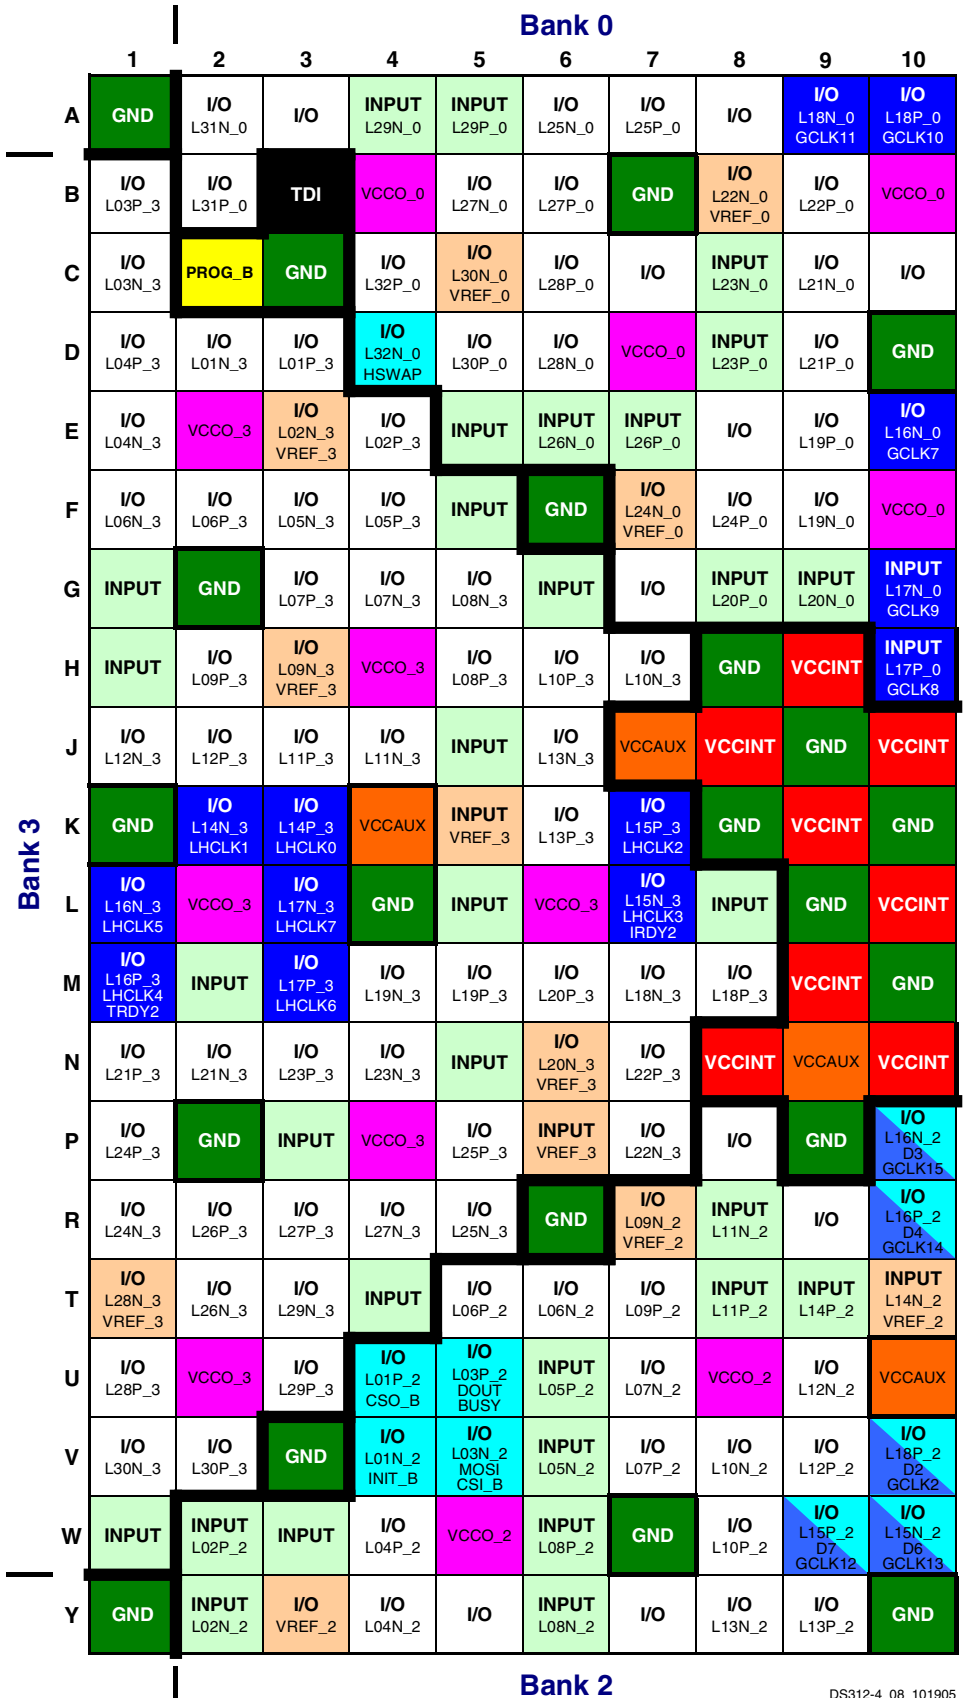 Bank 0
1 2 3 4 5 6 7 8 9 10
A GND I/O L31N_0 I/O INPUT L29N_0 INPUT L29P_0 I/O L25N_0 I/O L25P_0 I/O I/O L18N_0 GCLK11 I/O L18P_0 GCLK10
B I/O L03P_3 I/O L31P_0 TDI VCCO_0 I/O L27N_0 I/O L27P_0 GND I/O L22N_0 VREF_0 I/O L22P_0 VCCO_0
C I/O L03N_3 PROG_B GND I/O L32P_0 I/O L30N_0 VREF_0 I/O L28P_0 I/O INPUT L23N_0 I/O L21N_0 I/O
D I/O L04P_3 I/O L01N_3 I/O L01P_3 I/O L32N_0 HSWAP I/O L30P_0 I/O L28N_0 VCCO_0 INPUT L23P_0 I/O L21P_0 GND
E I/O L04N_3 VCCO_3 I/O L02N_3 VREF_3 I/O L02P_3 INPUT INPUT L26N_0 INPUT L26P_0 I/O I/O L19P_0 I/O L16N_0 GCLK7
F I/O L06N_3 I/O L06P_3 I/O L05N_3 I/O L05P_3 INPUT GND I/O L24N_0 VREF_0 I/O L24P_0 I/O L19N_0 VCCO_0
G INPUT GND I/O L07P_3 I/O L07N_3 I/O L08N_3 INPUT I/O INPUT L20P_0 INPUT L20N_0 INPUT L17N_0 GCLK9
H INPUT I/O L09P_3 I/O L09N_3 VREF_3 VCCO_3 I/O L08P_3 I/O L10P_3 I/O L10N_3 GND VCCINT INPUT L17P_0 GCLK8
J I/O L12N_3 I/O L12P_3 I/O L11P_3 I/O L11N_3 INPUT I/O L13N_3 VCCAUX VCCINT GND VCCINT
Bank 3
K GND I/O L14N_3 LHCLK1 I/O L14P_3 LHCLK0 VCCAUX INPUT VREF_3 I/O L13P_3 I/O L15P_3 LHCLK2 GND VCCINT GND
L I/O L16N_3 LHCLK5 VCCO_3 I/O L17N_3 LHCLK7 GND INPUT VCCO_3 I/O L15N_3 LHCLK3 IRDY2 INPUT GND VCCINT
M I/O L16P_3 LHCLK4 TRDY2 INPUT I/O L17P_3 LHCLK6 I/O L19N_3 I/O L19P_3 I/O L20P_3 I/O L18N_3 I/O L18P_3 VCCINT GND
N I/O L21P_3 I/O L21N_3 I/O L23P_3 I/O L23N_3 INPUT I/O L20N_3 VREF_3 I/O L22P_3 VCCINT VCCAUX VCCINT
P I/O L24P_3 GND INPUT VCCO_3 I/O L25P_3 INPUT VREF_3 I/O L22N_3 I/O GND I/O L16N_2 D3 GCLK15
R I/O L24N_3 I/O L26P_3 I/O L27P_3 I/O L27N_3 I/O L25N_3 GND I/O L09N_2 VREF_2 INPUT L11N_2 I/O I/O L16P_2 D4 GCLK14
T I/O L28N_3 VREF_3 I/O L26N_3 I/O L29N_3 INPUT I/O L06P_2 I/O L06N_2 I/O L09P_2 INPUT L11P_2 INPUT L14P_2 INPUT L14N_2 VREF_2
U I/O L28P_3 VCCO_3 I/O L29P_3 I/O L01P_2 CSO_B I/O L03P_2 DOUT BUSY INPUT L05P_2 I/O L07N_2 VCCO_2 I/O L12N_2 VCCAUX
V I/O L30N_3 I/O L30P_3 GND I/O L01N_2 INIT_B I/O L03N_2 MOSI CSI_B INPUT L05N_2 I/O L07P_2 I/O L10N_2 I/O L12P_2 I/O L18P_2 D2 GCLK2
W INPUT INPUT L02P_2 INPUT I/O L04P_2 VCCO_2 INPUT L08P_2 GND I/O L10P_2 I/O L15P_2 D7 GCLK12 I/O L15N_2 D6 GCLK13
Y GND INPUT L02N_2 I/O VREF_2 I/O L04N_2 I/O INPUT L08N_2 I/O I/O L13N_2 I/O L13P_2 GND
Bank 2
DS312-4_08_101905